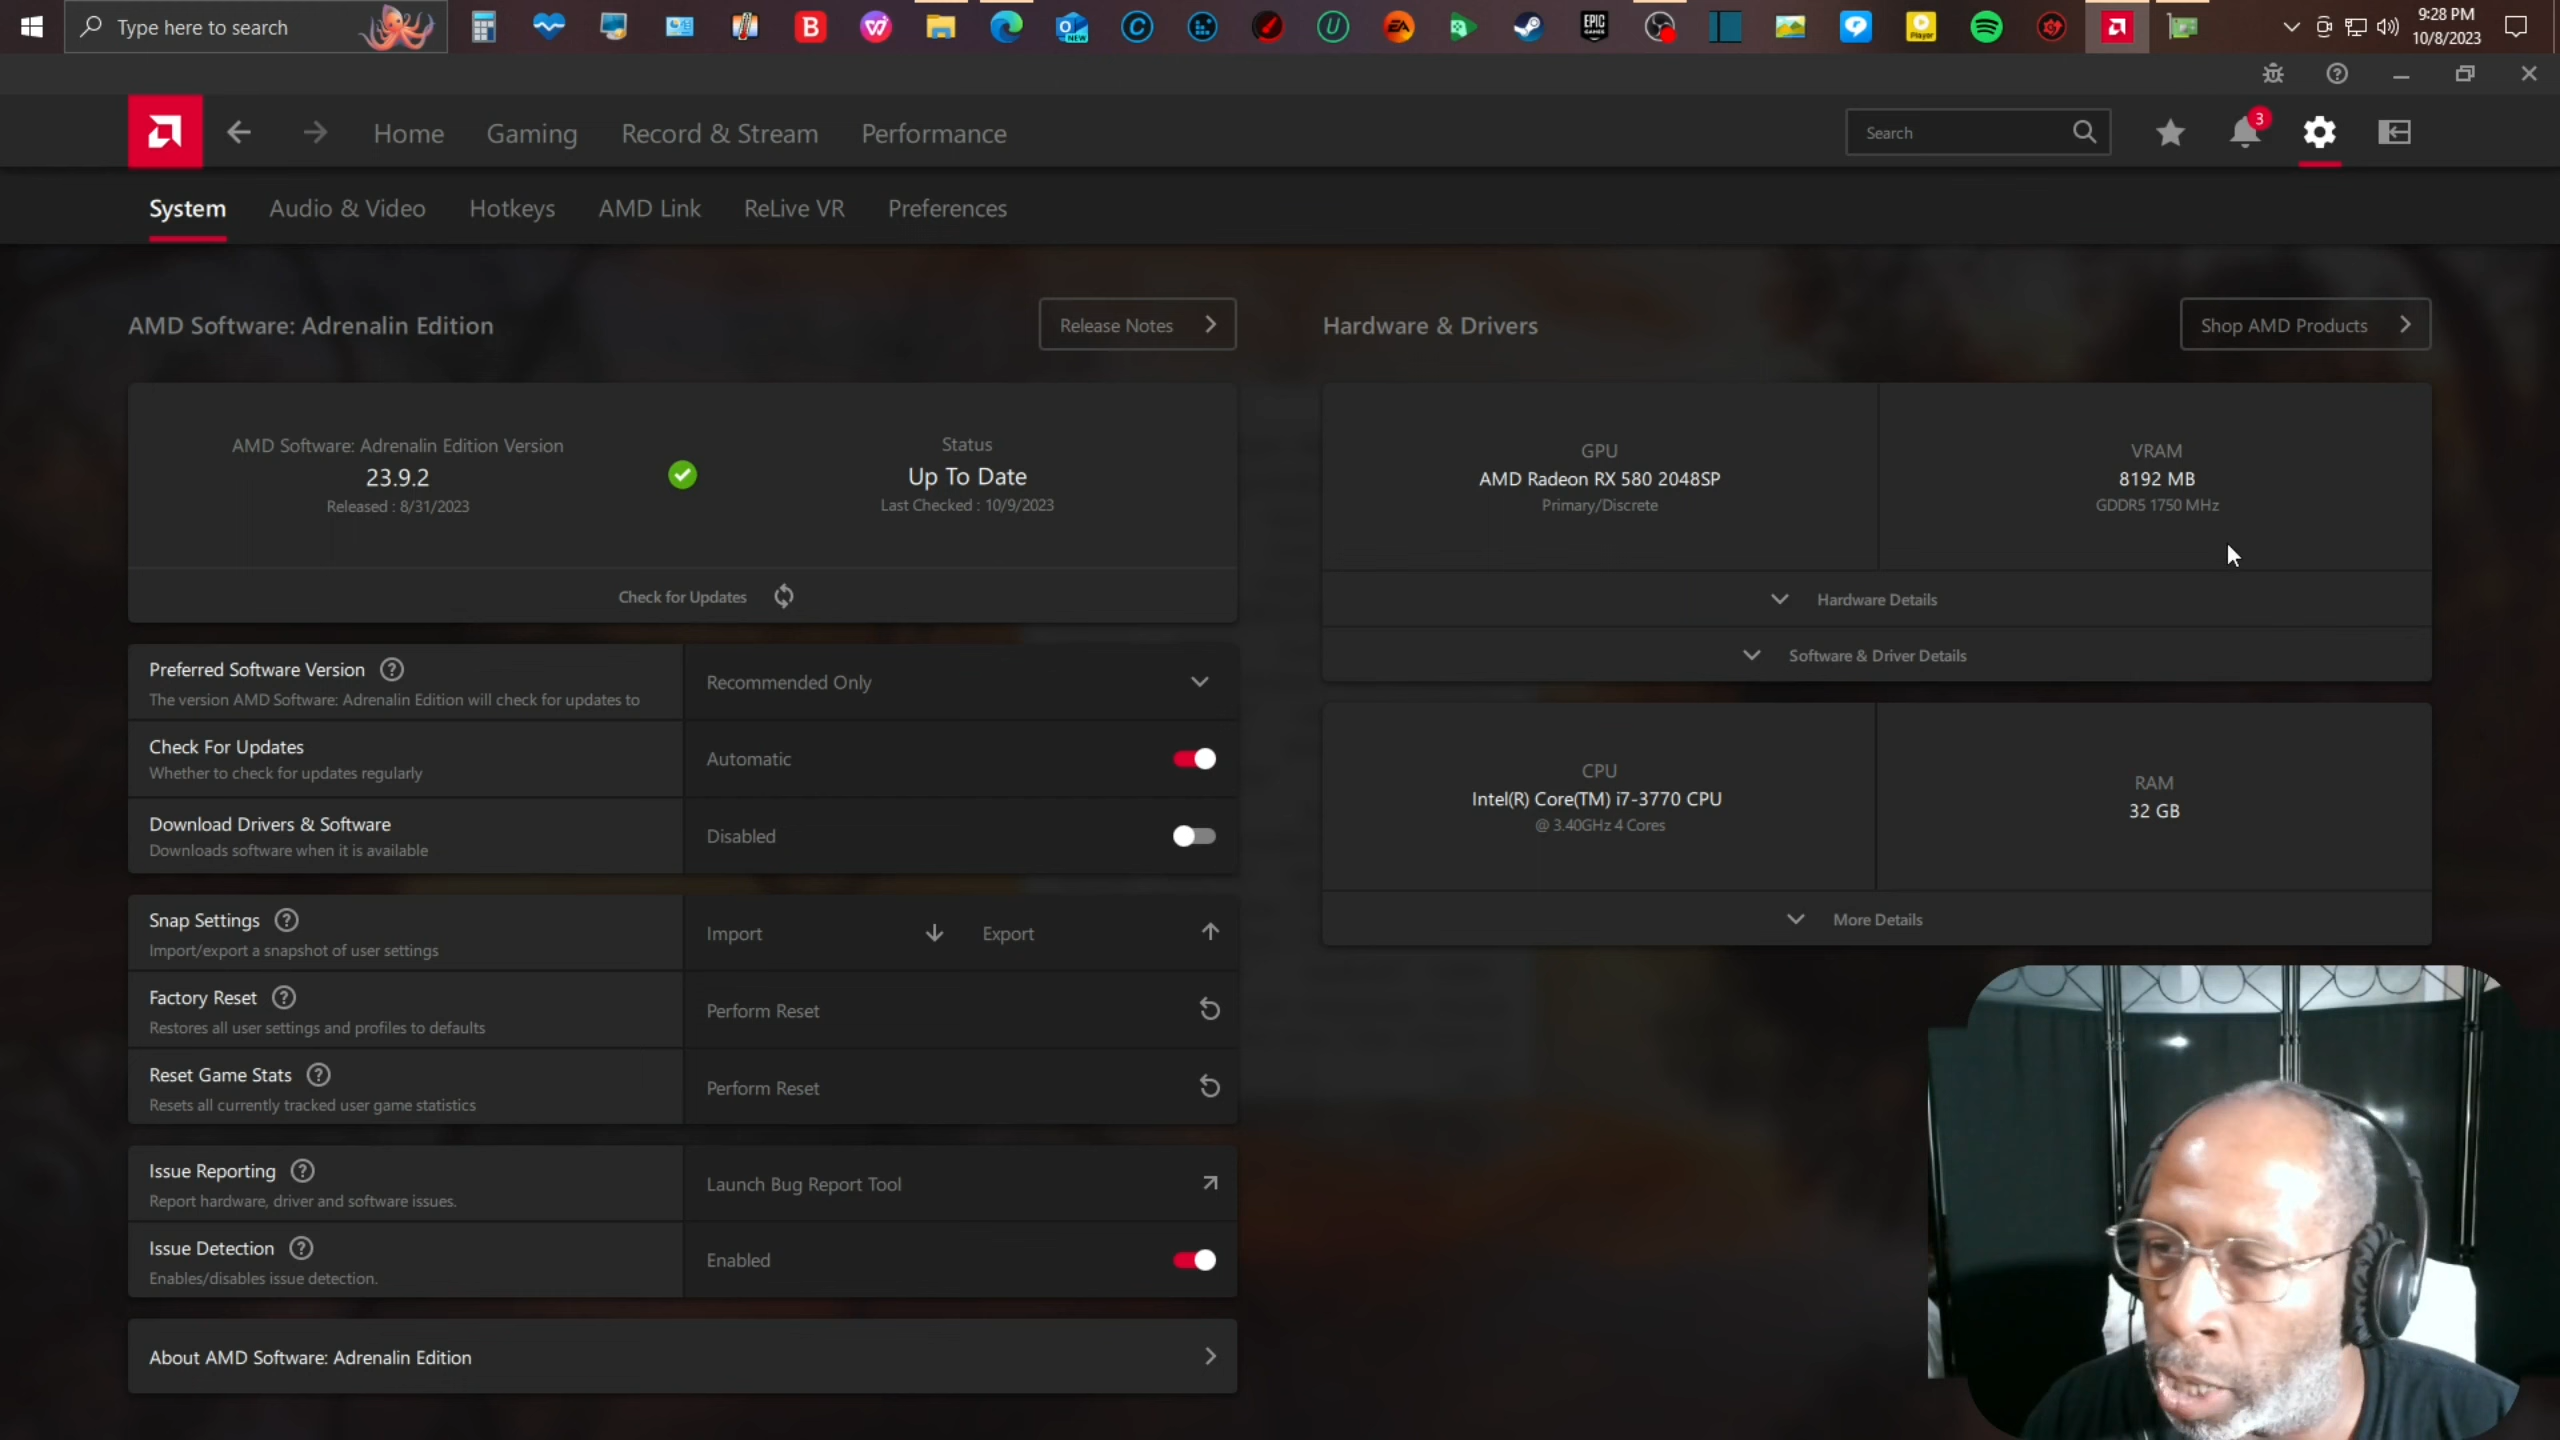 Type here to search
NEW
EPIC
GAMES
Player
9:28 PM
10/8/2023
Home
Gaming
Record & Stream
Performance
Search
3
System
Audio & Video
Hotkeys
AMD Link
ReLive VR
Preferences
AMD Software: Adrenalin Edition
Release Notes
AMD Software: Adrenalin Edition Version
23.9.2
Released : 8/31/2023
Status
Up To Date
Last Checked : 10/9/2023
Check for Updates
Preferred Software Version
The version AMD Software: Adrenalin Edition will check for updates to
Recommended Only
Check For Updates
Whether to check for updates regularly
Automatic
Download Drivers & Software
Downloads software when it is available
Disabled
Snap Settings
Import/export a snapshot of user settings
Import
Export
Factory Reset
Restores all user settings and profiles to defaults
Perform Reset
Reset Game Stats
Resets all currently tracked user game statistics
Perform Reset
Issue Reporting
Report hardware, driver and software issues.
Launch Bug Report Tool
Issue Detection
Enables/disables issue detection.
Enabled
About AMD Software: Adrenalin Edition
Hardware & Drivers
Shop AMD Products
GPU
AMD Radeon RX 580 2048SP
Primary/Discrete
VRAM
8192 MB
GDDR5 1750 MHz
Hardware Details
Software & Driver Details
CPU
Intel(R) Core(TM) i7-3770 CPU
@ 3.40GHz 4 Cores
RAM
32 GB
More Details